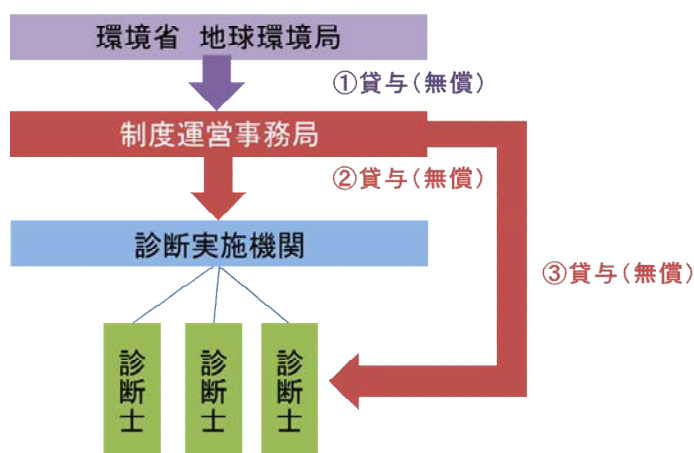 環境省 地球環境局
①貸与(無償)
制度運営事務局
②貸与(無償)
診断実施機関
③貸与(無償)
診断士
診断士
診断士